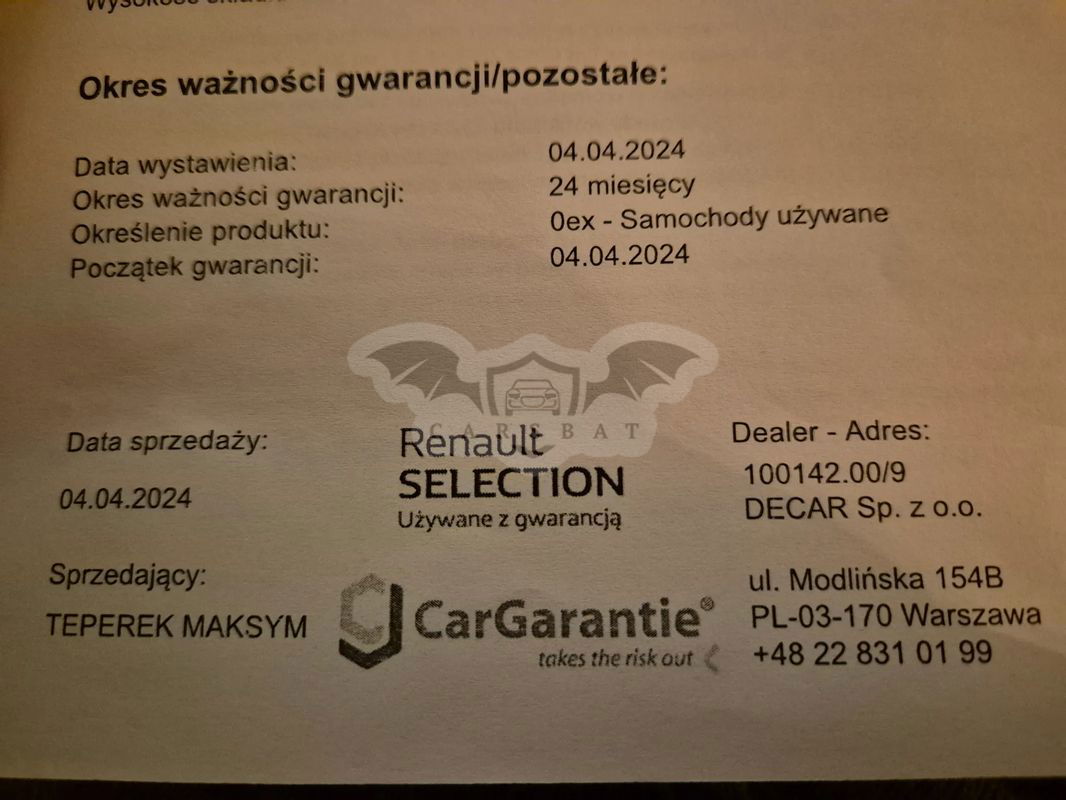 Wysokość
Okres ważności gwarancji/pozostałe:
Data wystawienia: 04.04.2024
Okres ważności gwarancji: 24 miesięcy
Określenie produktu: 0ex - Samochody używane
Początek gwarancji: 04.04.2024
CARSBAT
Data sprzedaży:
04.04.2024
Renault
SELECTION
Używane z gwarancją
Dealer - Adres:
100142.00/9
DECAR Sp. z o.o.
Sprzedający:
TEPEREK MAKSYM
CarGarantie®
takes the risk out
ul. Modlińska 154B
PL-03-170 Warszawa
+48 22 831 01 99